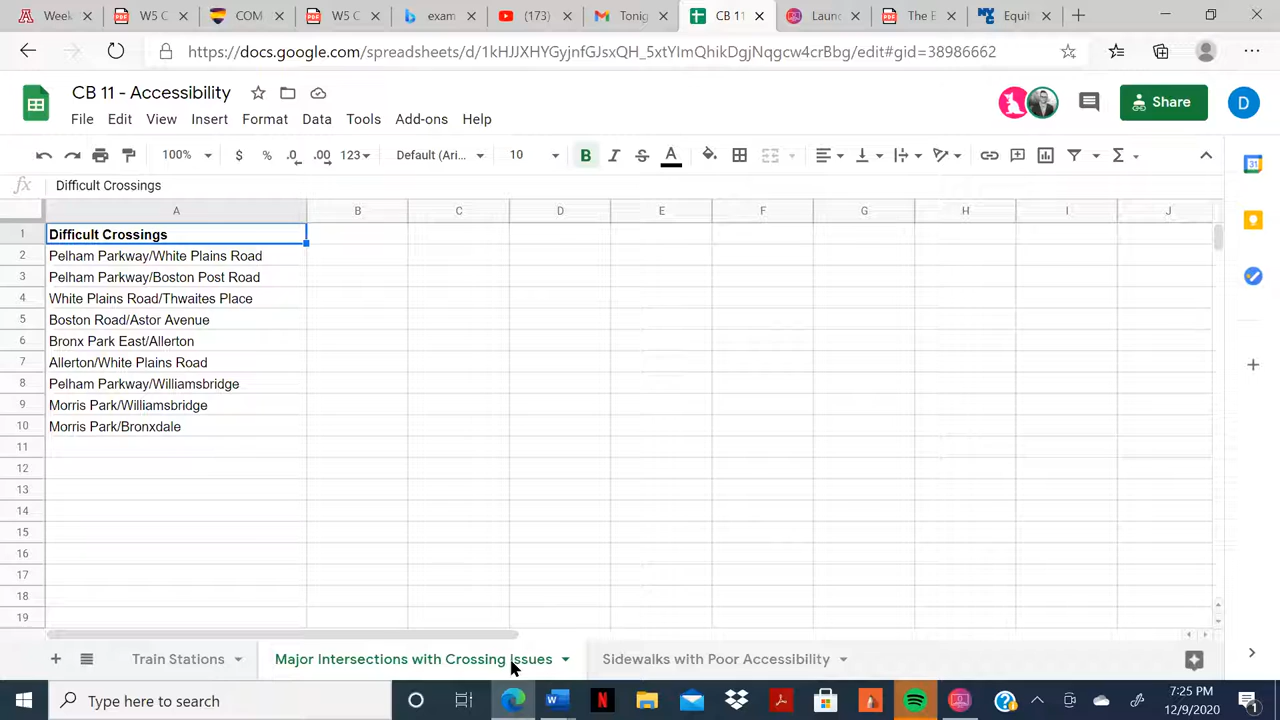 Week
W5 C
COM
W5 C
exam
(173)
Tonig
CB 11
Launc
The E
Equit
https://docs.google.com/spreadsheets/d/1kHJJXHYGyjnfGJsxQH_5xtYImQhikDgjNqgcw4crBbg/edit#gid=38986662
CB 11 - Accessibility
File Edit View Insert Format Data Tools Add-ons Help
Share
D
100% $ % .0 .00 123 Default (Ari... 10 B I S A
fx Difficult Crossings
A B C D E F G H I J
1 Difficult Crossings
2 Pelham Parkway/White Plains Road
3 Pelham Parkway/Boston Post Road
4 White Plains Road/Thwaites Place
5 Boston Road/Astor Avenue
6 Bronx Park East/Allerton
7 Allerton/White Plains Road
8 Pelham Parkway/Williamsbridge
9 Morris Park/Williamsbridge
10 Morris Park/Bronxdale
11
12
13
14
15
16
17
18
19
31
Train Stations
Major Intersections with Crossing Issues
Sidewalks with Poor Accessibility
Type here to search
7:25 PM
12/9/2020
1